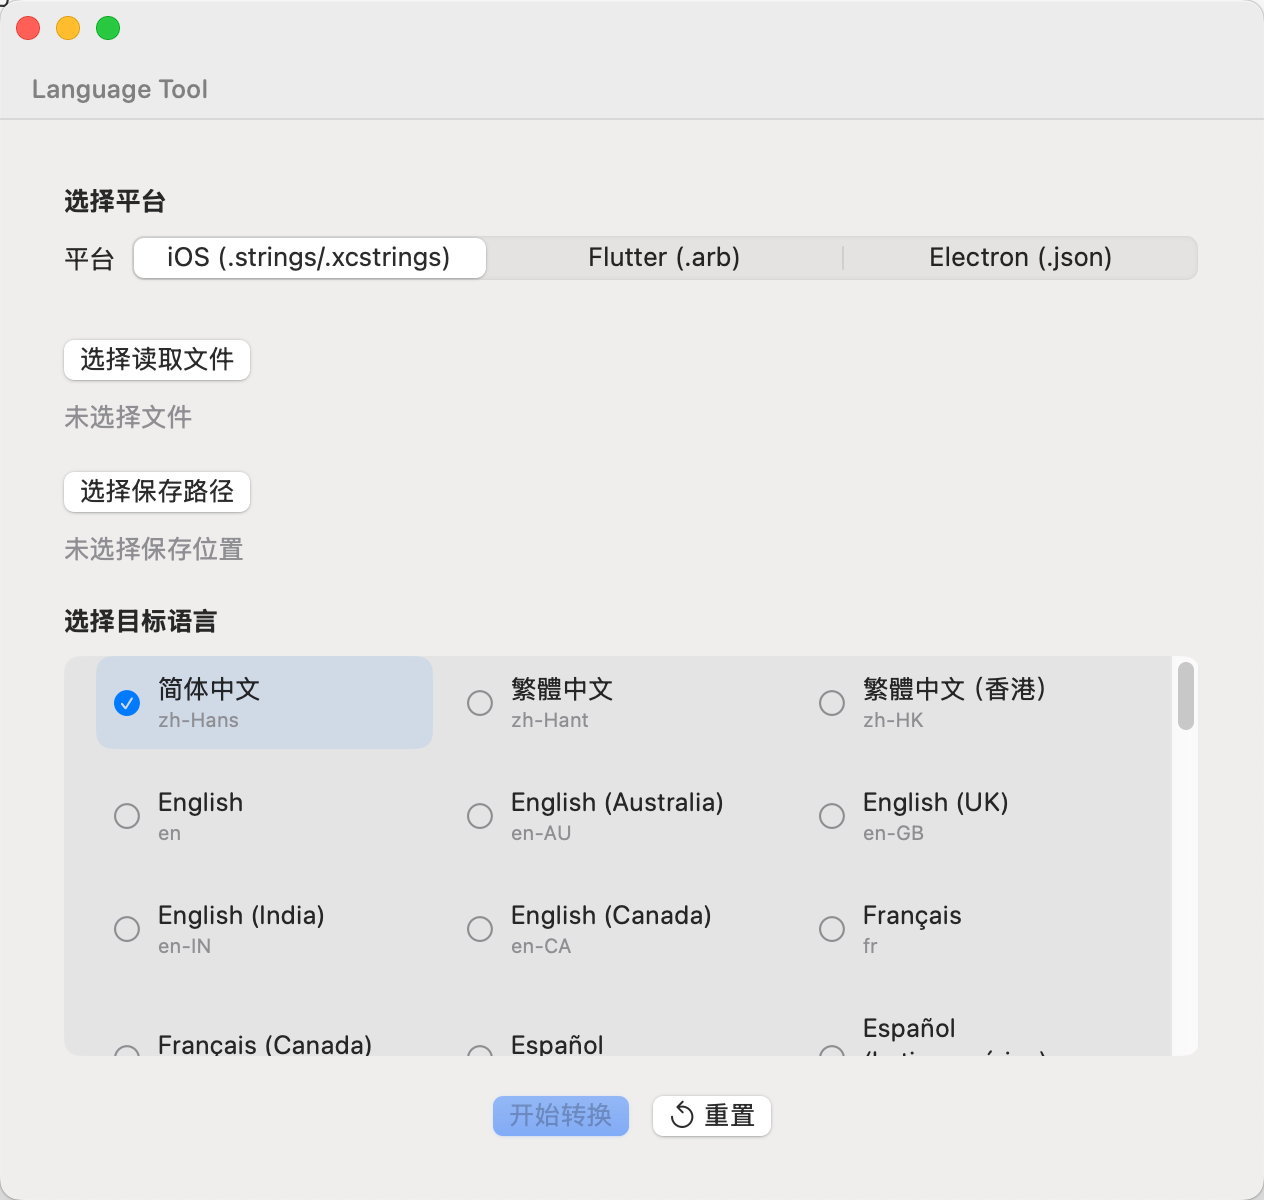 Language Tool
选择平台
平台 iOS (.strings/.xcstrings) Flutter (.arb) Electron (.json)
选择读取文件
未选择文件
选择保存路径
未选择保存位置
选择目标语言
简体中文 繁體中文 繁體中文 (香港)
zh-Hans zh-Hant zh-HK
English English (Australia) English (UK)
en en-AU en-GB
English (India) English (Canada) Français
en-IN en-CA fr
Français (Canada) Español Español
开始转换 重置